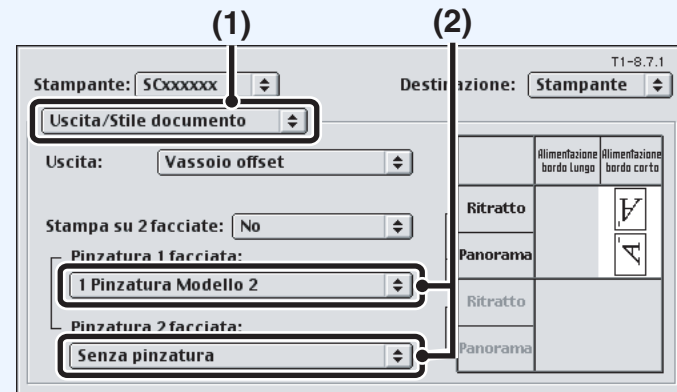 (1) (2)
T1-8.7.1
Stampante: SCxxxxxx Destinazione: Stampante
Uscita/Stile documento
Uscita: Vassoio offset
Alimentazione bordo lungo
Alimentazione bordo corto
Stampa su 2 facciate: No
Ritratto A
Pinzatura 1 facciata:
Panorama A
1 Pinzatura Modello 2
Ritratto
Pinzatura 2 facciata:
Senza pinzatura
Panorama